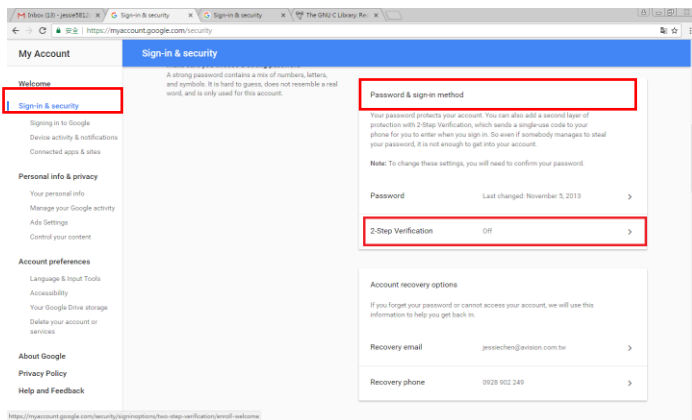 Inbox (13) - jessie5812
Sign-in & security
Sign-in & security
The GNU C Library: Re
https://myaccount.google.com/security
My Account
Sign-in & security
A strong password contains a mix of numbers, letters,
and symbols. It is hard to guess, does not resemble a real
word, and is only used for this account.
Welcome
Sign-in & security
Signing in to Google
Device activity & notifications
Connected apps & sites
Personal info & privacy
Your personal info
Manage your Google activity
Ads Settings
Control your content
Account preferences
Language & Input Tools
Accessibility
Your Google Drive storage
Delete your account or
services
About Google
Privacy Policy
Help and Feedback
Password & sign-in method
Your password protects your account. You can also add a second layer of
protection with 2-Step Verification, which sends a single-use code to your
phone for you to enter when you sign in. So even if somebody manages to steal
your password, it is not enough to get into your account.
Note: To change these settings, you will need to confirm your password.
Password Last changed: November 5, 2013
2-Step Verification Off
Account recovery options
If you forget your password or cannot access your account, we will use this
information to help you get back in.
Recovery email jessiechen@avision.com.tw
Recovery phone 0928 902 249
https://myaccount.google.com/security/signinoptions/two-step-verification/enroll-welcome